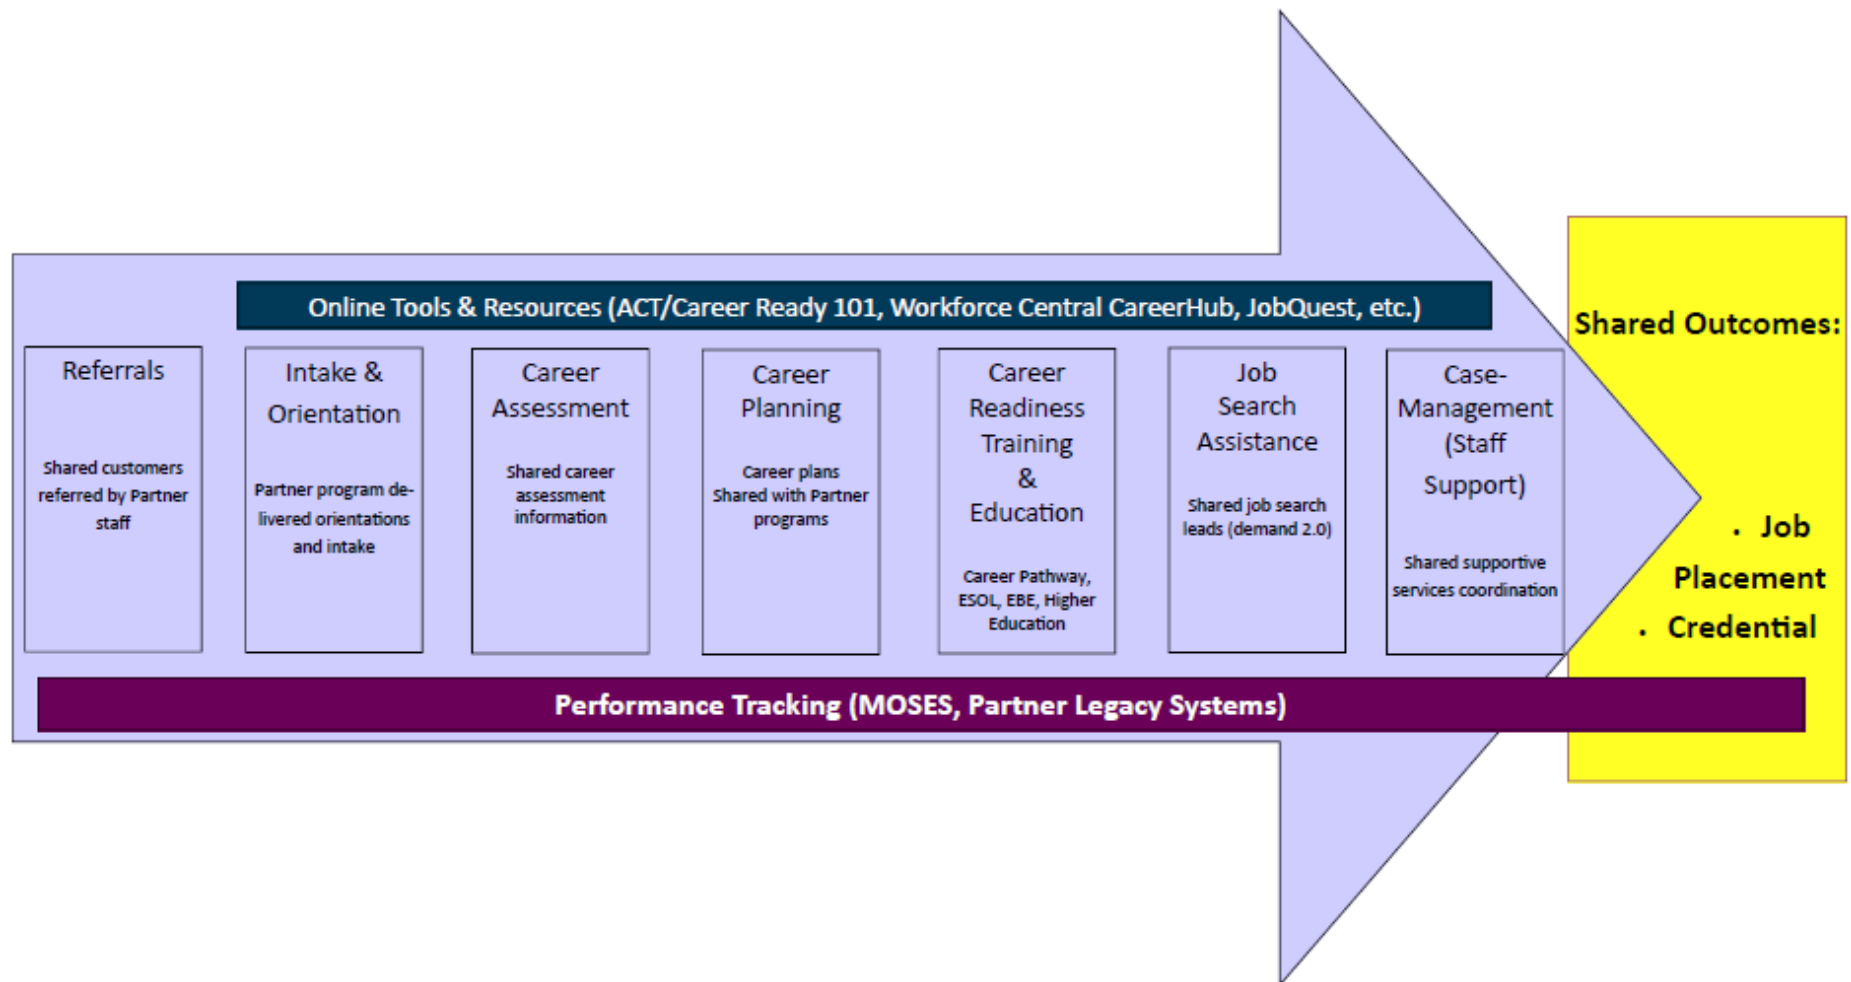 Online Tools & Resources (ACT/Career Ready 101, Workforce Central CareerHub, JobQuest, etc.)
Referrals
Shared customers
referred by Partner
staff
Intake &
Orientation
Partner program de-
livered orientations
and intake
Career
Assessment
Shared career
assessment
information
Career
Planning
Career plans
Shared with Partner
programs
Career
Readiness
Training
&
Education
Career Pathway,
ESOL, EBE, Higher
Education
Job
Search
Assistance
Shared job search
leads (demand 2.0)
Case-
Management
(Staff
Support)
Shared supportive
services coordination
Shared Outcomes:
• Job
Placement
• Credential
Performance Tracking (MOSES, Partner Legacy Systems)